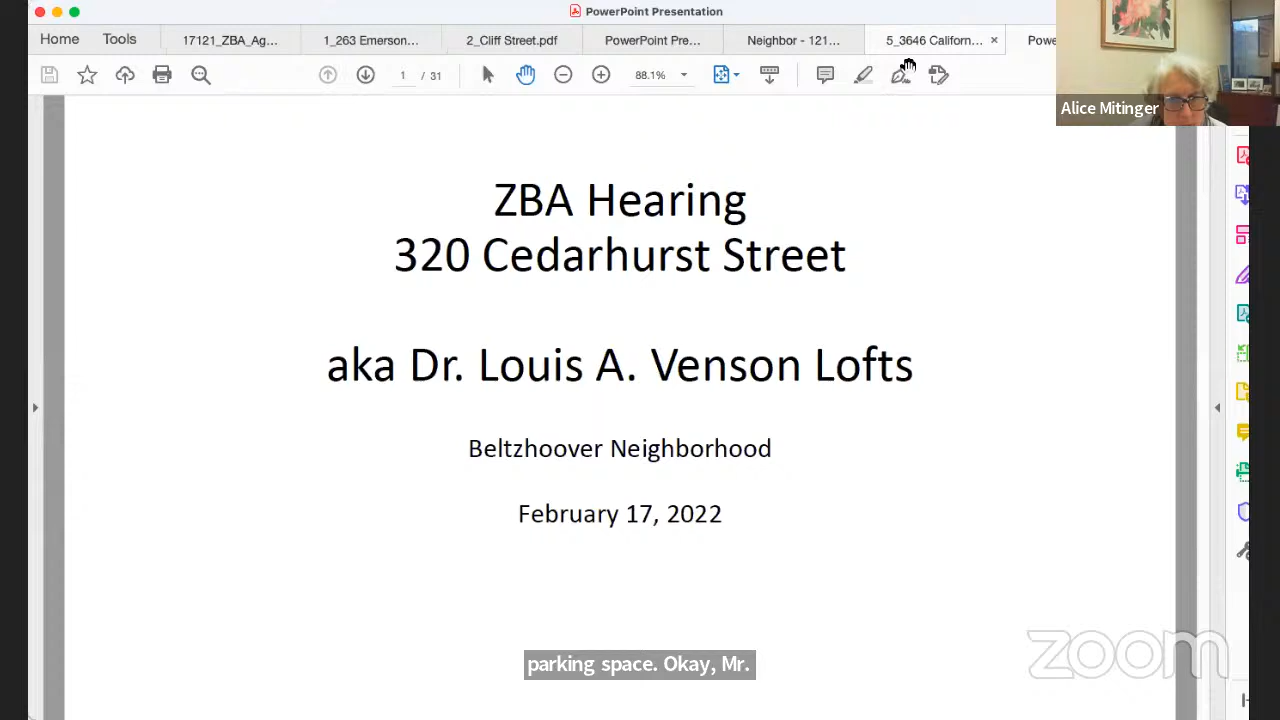 PowerPoint Presentation
Home Tools 17121_ZBA_Ag... 1_263 Emerson... 2_Cliff Street.pdf PowerPoint Pre... Neighbor - 121... 5_3646 Californ... × Powe
1 / 31 88.1%
Alice Mitinger
ZBA Hearing
320 Cedarhurst Street
aka Dr. Louis A. Venson Lofts
Beltzhoover Neighborhood
February 17, 2022
parking space. Okay, Mr.
zoom